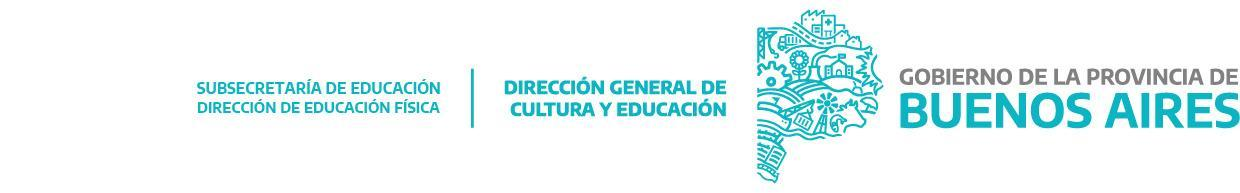 SUBSECRETARÍA DE EDUCACIÓN
DIRECCIÓN DE EDUCACIÓN FÍSICA
DIRECCIÓN GENERAL DE
CULTURA Y EDUCACIÓN
GOBIERNO DE LA PROVINCIA DE
BUENOS AIRES